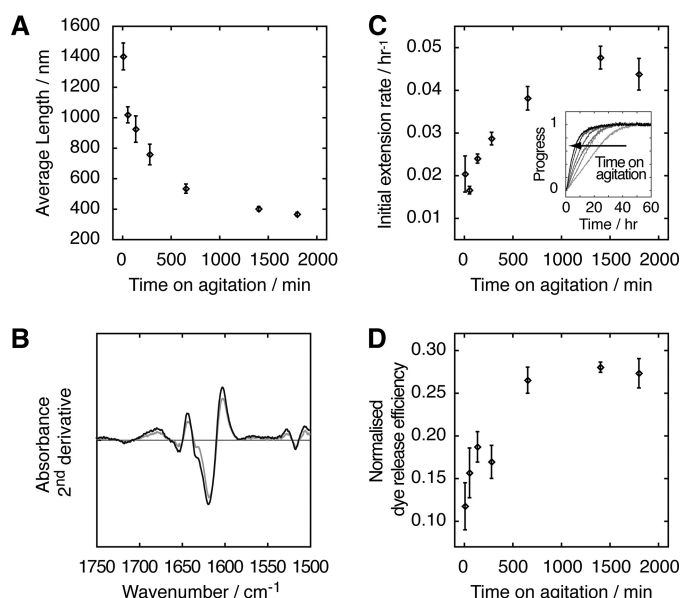 A
1600
1400
1200
1000
800
600
400
200
Average Length / nm
0
500
1000
1500
2000
Time on agitation / min
C
0.05
0.04
0.03
0.02
0.01
Initial extension rate / hr-1
0
500
1000
1500
2000
Time on agitation / min
1
0
Progress
Time on
agitation
0
20
40
60
Time / hr
B
Absorbance
2nd derivative
1750
1700
1650
1600
1550
1500
Wavenumber / cm-1
D
0.30
0.25
0.20
0.15
0.10
Normalised
dye release efficiency
0
500
1000
1500
2000
Time on agitation / min